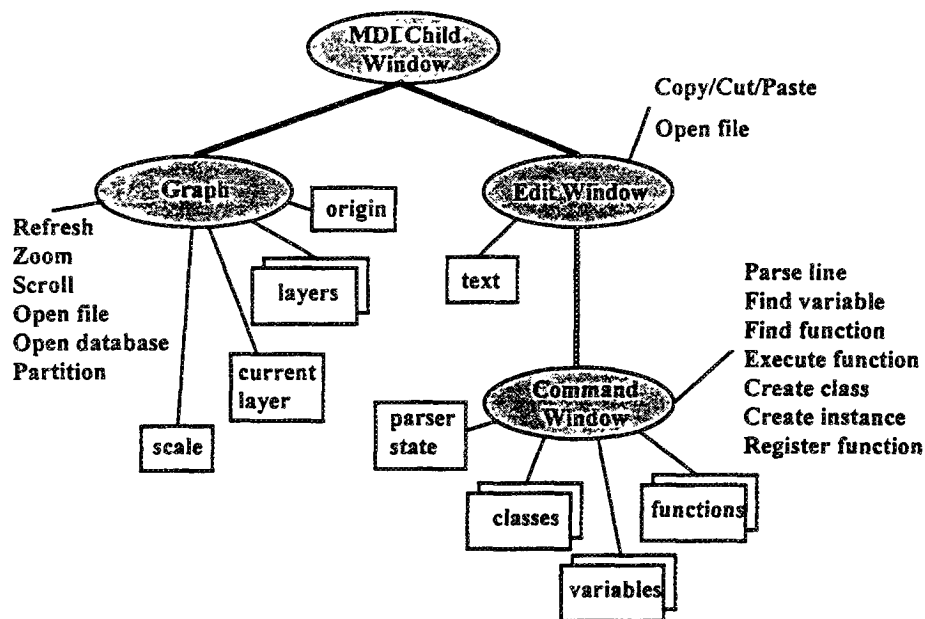 MDI Child
Window
Copy/Cut/Paste
Open file
Graph
Edit Window
origin
Refresh
Zoom
Scroll
Open file
Open database
Partition
layers
text
current
layer
scale
Parse line
Find variable
Find function
Execute function
Create class
Create instance
Register function
Command
Window
parser
state
classes
functions
variables